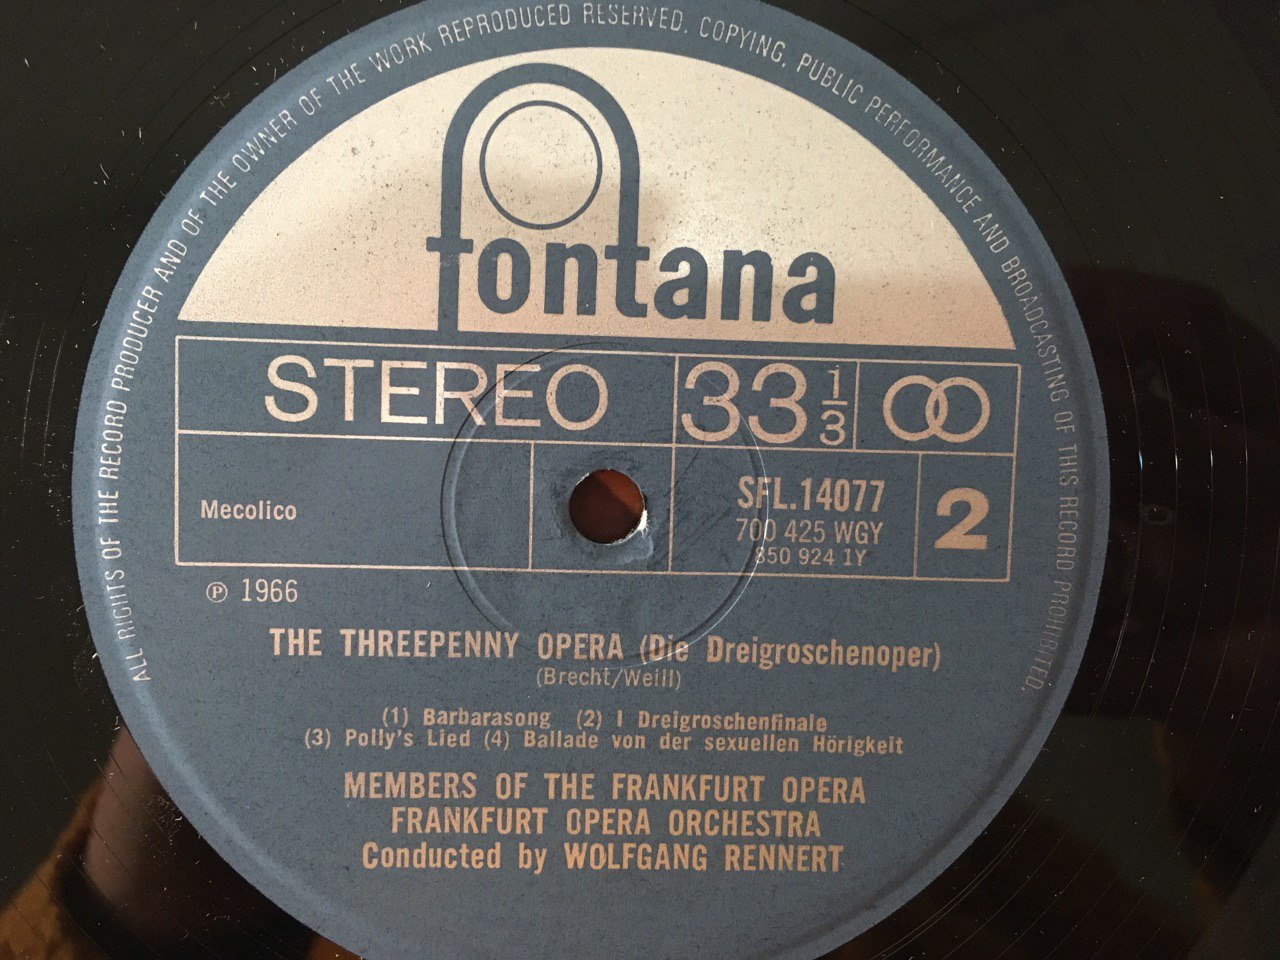 ALL RIGHTS OF THE RECORD PRODUCER AND OF THE OWNER OF THE WORK REPRODUCED RESERVED. COPYING, PUBLIC PERFORMANCE AND BROADCASTING OF THIS RECORD PROHIBITED.
fontana
STEREO 33 1/3
Mecolico
SFL.14077
700 425 WGY
850 924 1Y
2
℗ 1966
THE THREEPENNY OPERA (Die Dreigroschenoper)
(Brecht/Weill)
(1) Barbarasong (2) I Dreigroschenfinale
(3) Polly's Lied (4) Ballade von der sexuellen Hörigkeit
MEMBERS OF THE FRANKFURT OPERA
FRANKFURT OPERA ORCHESTRA
Conducted by WOLFGANG RENNERT